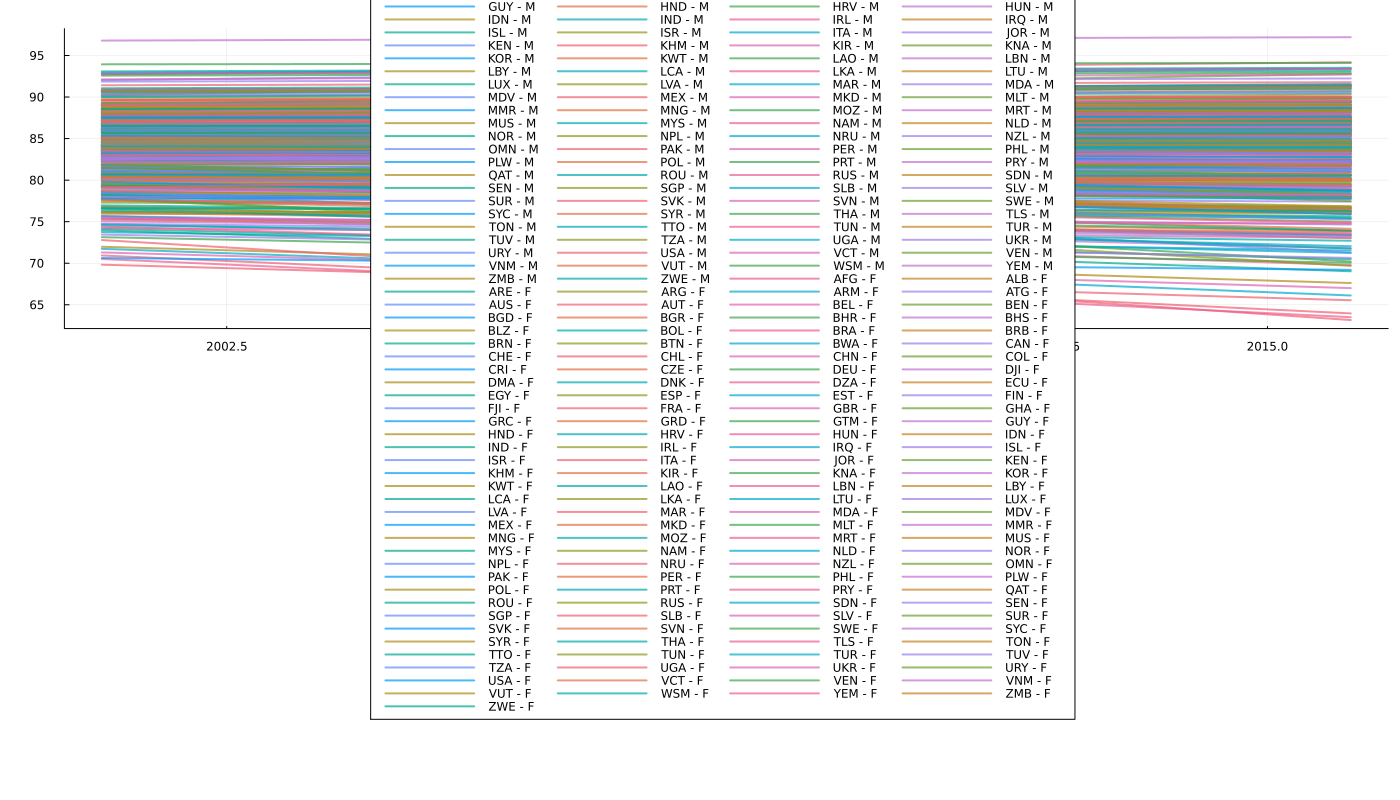 GUY - M HND - M HRV - M HUN - M
IDN - M IND - M IRL - M IRQ - M
ISL - M ISR - M ITA - M JOR - M
KEN - M KHM - M KIR - M KNA - M
KOR - M KWT - M LAO - M LBN - M
LBY - M LCA - M LKA - M LTU - M
LUX - M LVA - M MAR - M MDA - M
MDV - M MEX - M MKD - M MLT - M
MMR - M MNG - M MOZ - M MRT - M
MUS - M MYS - M NAM - M NLD - M
NOR - M NPL - M NRU - M NZL - M
OMN - M PAK - M PER - M PHL - M
PLW - M POL - M PRT - M PRY - M
QAT - M ROU - M RUS - M SDN - M
SEN - M SGP - M SLB - M SLV - M
SUR - M SVK - M SVN - M SWE - M
SYC - M SYR - M THA - M TLS - M
TON - M TTO - M TUN - M TUR - M
TUV - M TZA - M UGA - M UKR - M
URY - M USA - M VCT - M VEN - M
VNM - M VUT - M WSM - M YEM - M
ZMB - M ZWE - M AFG - F ALB - F
ARE - F ARG - F ARM - F ATG - F
AUS - F AUT - F BEL - F BEN - F
BGD - F BGR - F BHR - F BHS - F
BLZ - F BOL - F BRA - F BRB - F
BRN - F BTN - F BWA - F CAN - F
CHE - F CHL - F CHN - F COL - F
CRI - F CZE - F DEU - F DJI - F
DMA - F DNK - F DZA - F ECU - F
EGY - F ESP - F EST - F FIN - F
FJI - F FRA - F GBR - F GHA - F
GRC - F GRD - F GTM - F GUY - F
HND - F HRV - F HUN - F IDN - F
IND - F IRL - F IRQ - F ISL - F
ISR - F ITA - F JOR - F KEN - F
KHM - F KIR - F KNA - F KOR - F
KWT - F LAO - F LBN - F LBY - F
LCA - F LKA - F LTU - F LUX - F
LVA - F MAR - F MDA - F MDV - F
MEX - F MKD - F MLT - F MMR - F
MNG - F MOZ - F MRT - F MUS - F
MYS - F NAM - F NLD - F NOR - F
NPL - F NRU - F NZL - F OMN - F
PAK - F PER - F PHL - F PLW - F
POL - F PRT - F PRY - F QAT - F
ROU - F RUS - F SDN - F SEN - F
SGP - F SLB - F SLV - F SUR - F
SVK - F SVN - F SWE - F SYC - F
SYR - F THA - F TLS - F TON - F
TTO - F TUN - F TUR - F TUV - F
TZA - F UGA - F UKR - F URY - F
USA - F VCT - F VEN - F VNM - F
VUT - F WSM - F YEM - F ZMB - F
ZWE - F
95
90
85
80
75
70
65
2002.5 5 2015.0